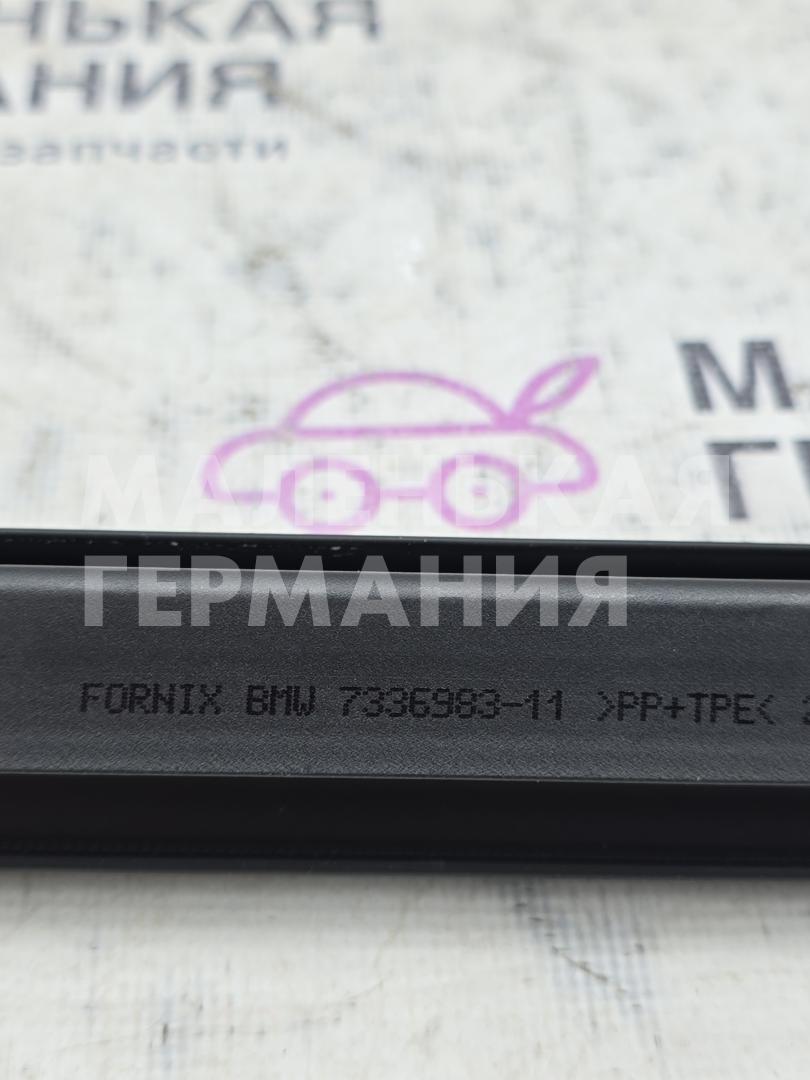 НЬКАЯ
АНИЯ
запчасти
М
Г
МАЛЕНЬКАЯ
ГЕРМАНИЯ
FORNIX BMW 7336983-11 >PP+TPE<